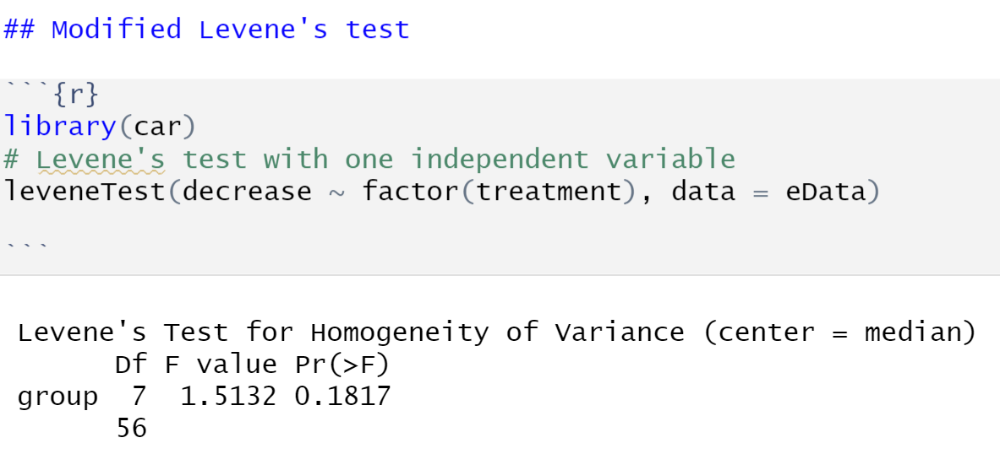 ## Modified Levene's test
```{r}
library(car)
# Levene's test with one independent variable
leveneTest(decrease ~ factor(treatment), data = eData)
```
Levene's Test for Homogeneity of Variance (center = median)
Df F value Pr(>F)
group 7 1.5132 0.1817
56